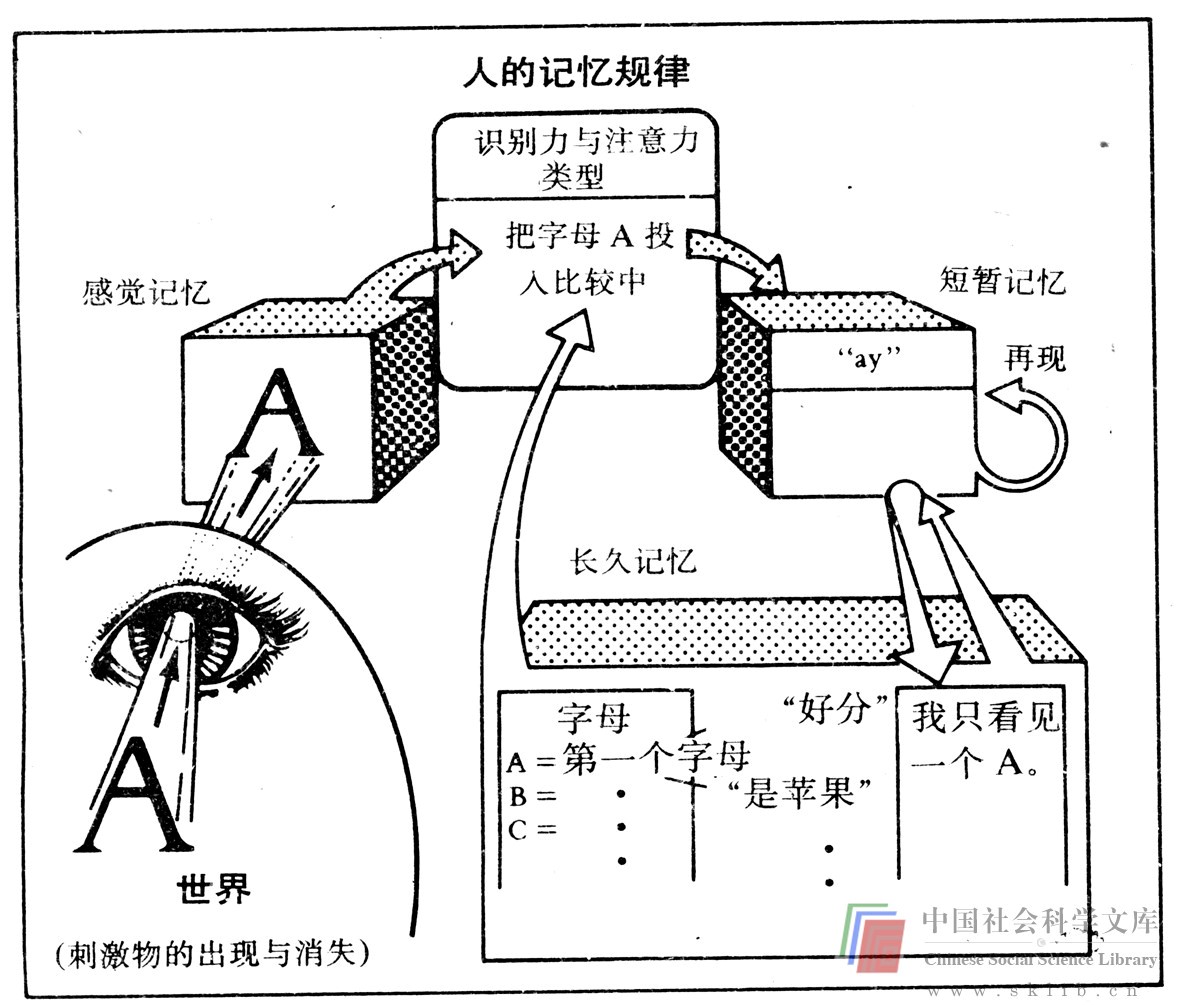 人的记忆规律
识别力与注意力
类型
把字母 A 投
入比较中
感觉记忆
短暂记忆
“ay”
再现
A
长久记忆
字母
A = 第一个字母
B =
C =
“好分”
“是苹果”
我只看见
一个 A。
A
世界
(刺激物的出现与消失)
中国社会科学文库
Chinese Social Science Library
www.sklib.cn